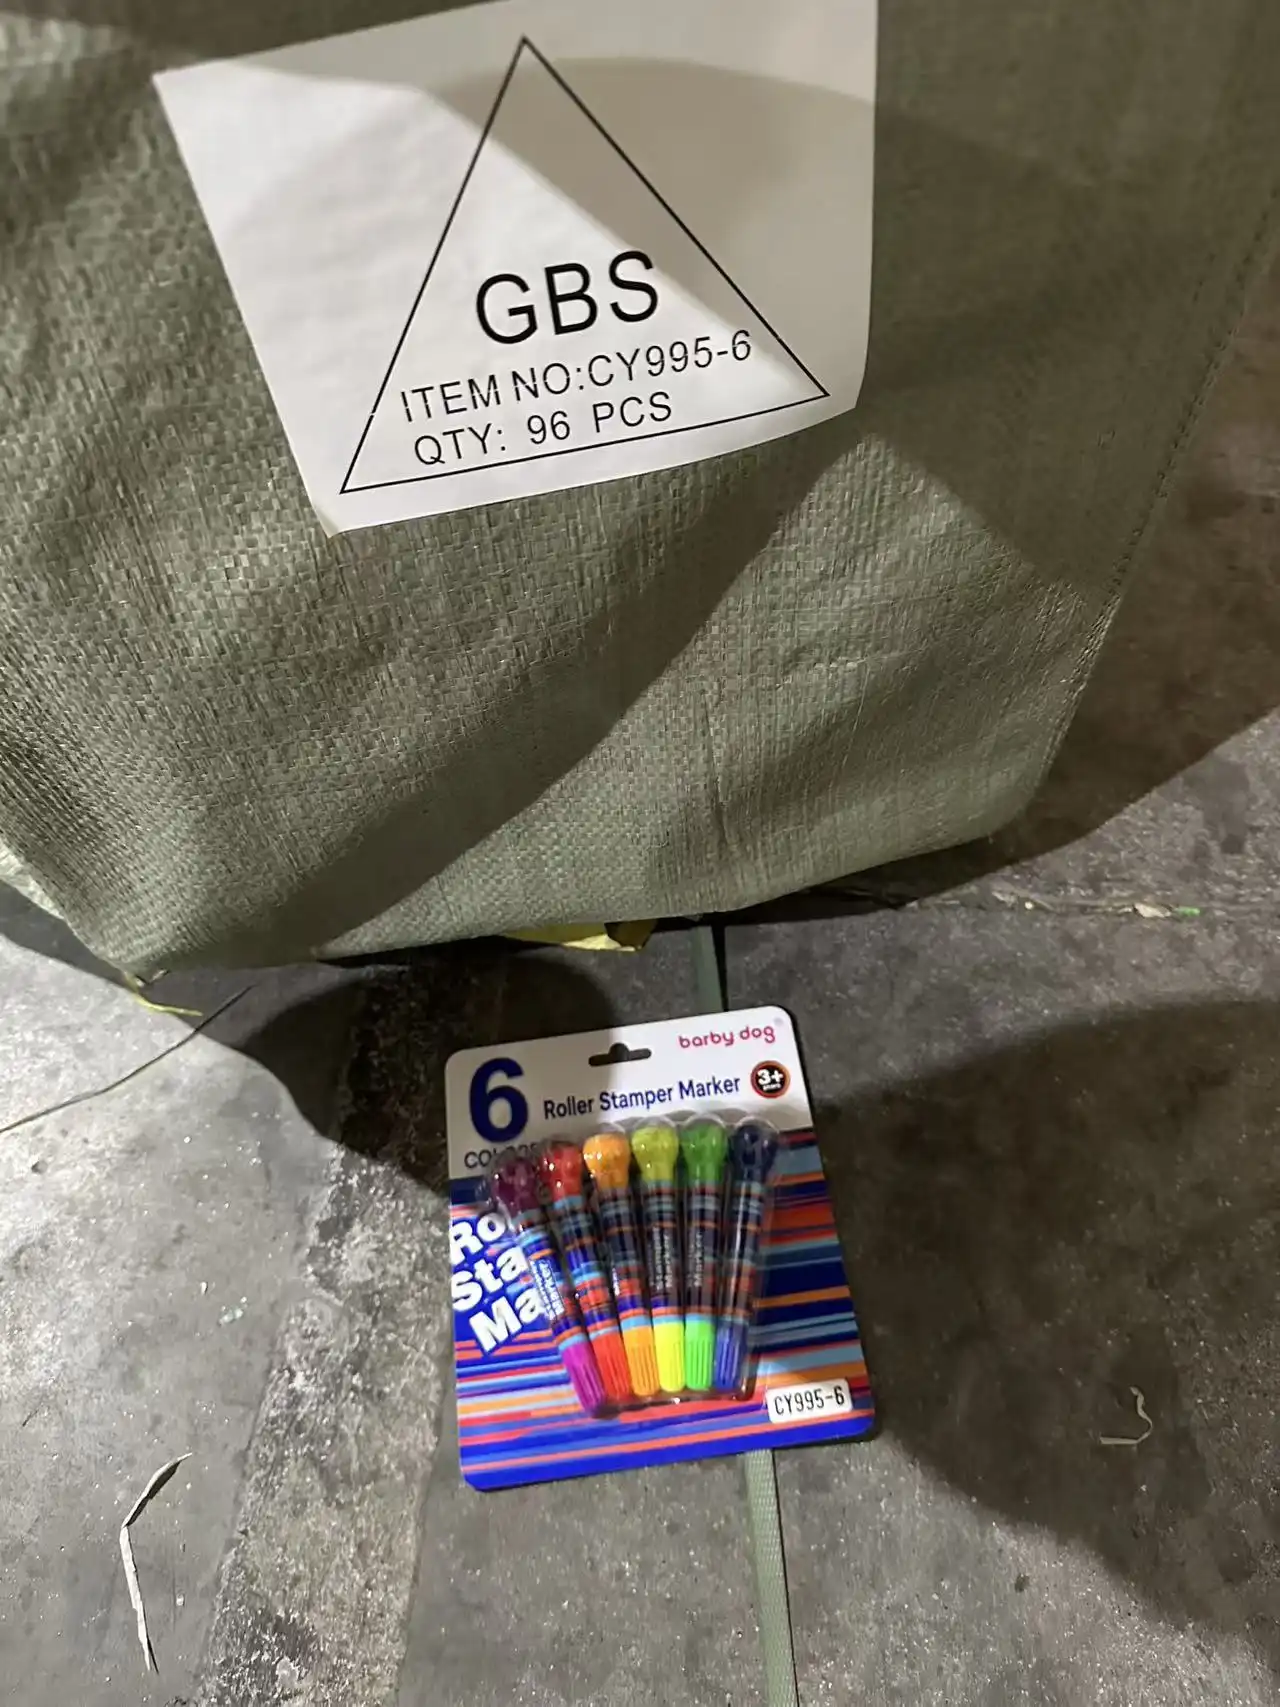 GBS
ITEM NO:CY995-6
QTY: 96 PCS
barby dog
6
Roller Stamper Marker
3+
CY995-6